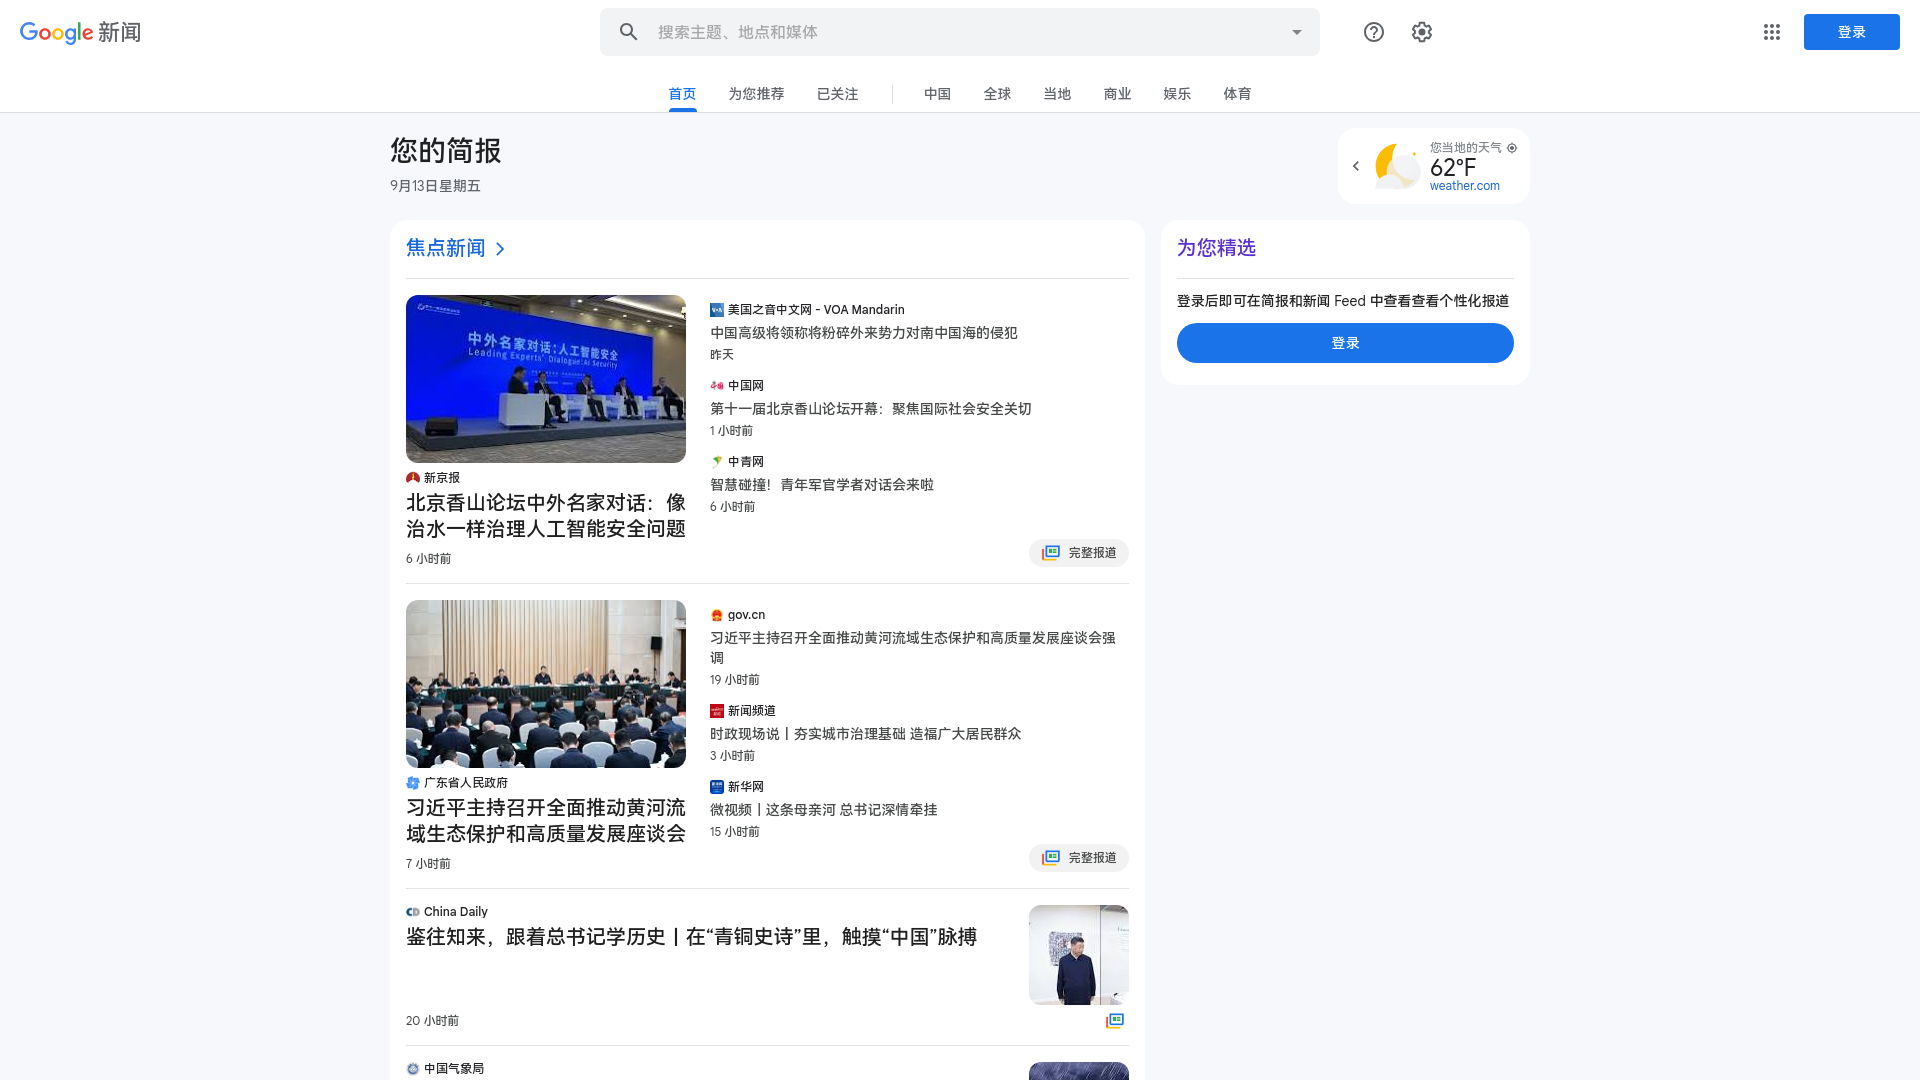 Google 新闻
搜索主题、地点和媒体
登录
首页
为您推荐
已关注
中国
全球
当地
商业
娱乐
体育
您的简报
9月13日星期五
您当地的天气
62°F
weather.com
焦点新闻
中外名家对话:人工智能安全
Leading Experts' Dialogue:AI Security
新京报
北京香山论坛中外名家对话：像
治水一样治理人工智能安全问题
6 小时前
美国之音中文网 - VOA Mandarin
中国高级将领称将粉碎外来势力对南中国海的侵犯
昨天
中国网
第十一届北京香山论坛开幕：聚焦国际社会安全关切
1 小时前
中青网
智慧碰撞！青年军官学者对话会来啦
6 小时前
完整报道
广东省人民政府
习近平主持召开全面推动黄河流
域生态保护和高质量发展座谈会
7 小时前
gov.cn
习近平主持召开全面推动黄河流域生态保护和高质量发展座谈会强
调
19 小时前
新闻频道
时政现场说丨夯实城市治理基础 造福广大居民群众
3 小时前
新华网
微视频丨这条母亲河 总书记深情牵挂
15 小时前
完整报道
China Daily
鉴往知来，跟着总书记学历史丨在“青铜史诗”里，触摸“中国”脉搏
20 小时前
中国气象局
为您精选
登录后即可在简报和新闻 Feed 中查看查看个性化报道
登录